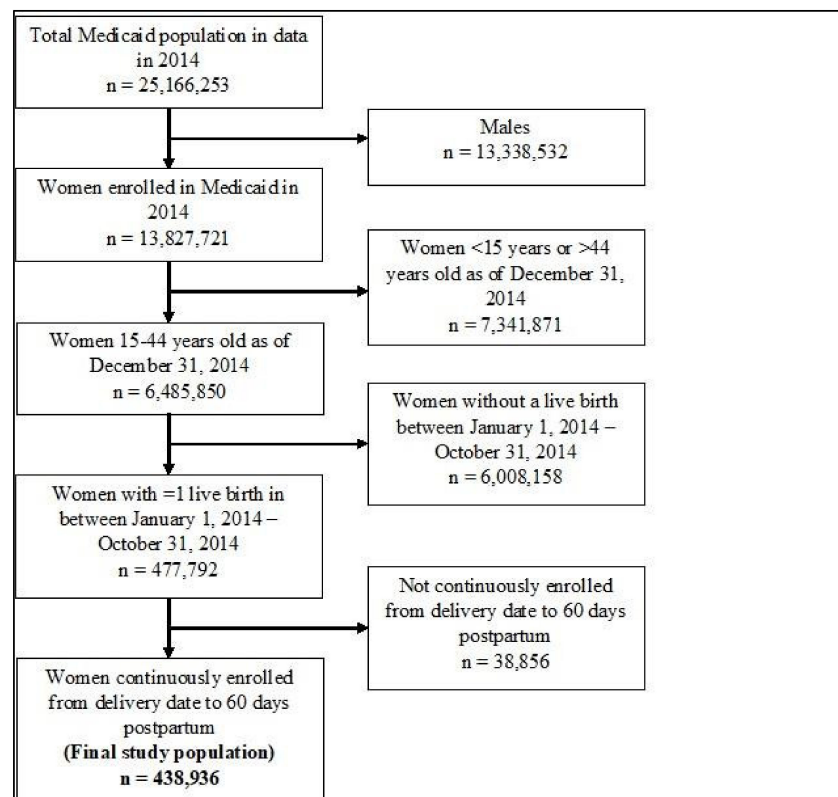 Total Medicaid population in data
in 2014
n = 25,166,253
Males
n = 13,338,532
Women enrolled in Medicaid in
2014
n = 13,827,721
Women <15 years or >44
years old as of December 31,
2014
n = 7,341,871
Women 15-44 years old as of
December 31, 2014
n = 6,485,850
Women without a live birth
between January 1, 2014 –
October 31, 2014
n = 6,008,158
Women with =1 live birth in
between January 1, 2014 –
October 31, 2014
n = 477,792
Not continuously enrolled
from delivery date to 60 days
postpartum
n = 38,856
Women continuously enrolled
from delivery date to 60 days
postpartum
(Final study population)
n = 438,936